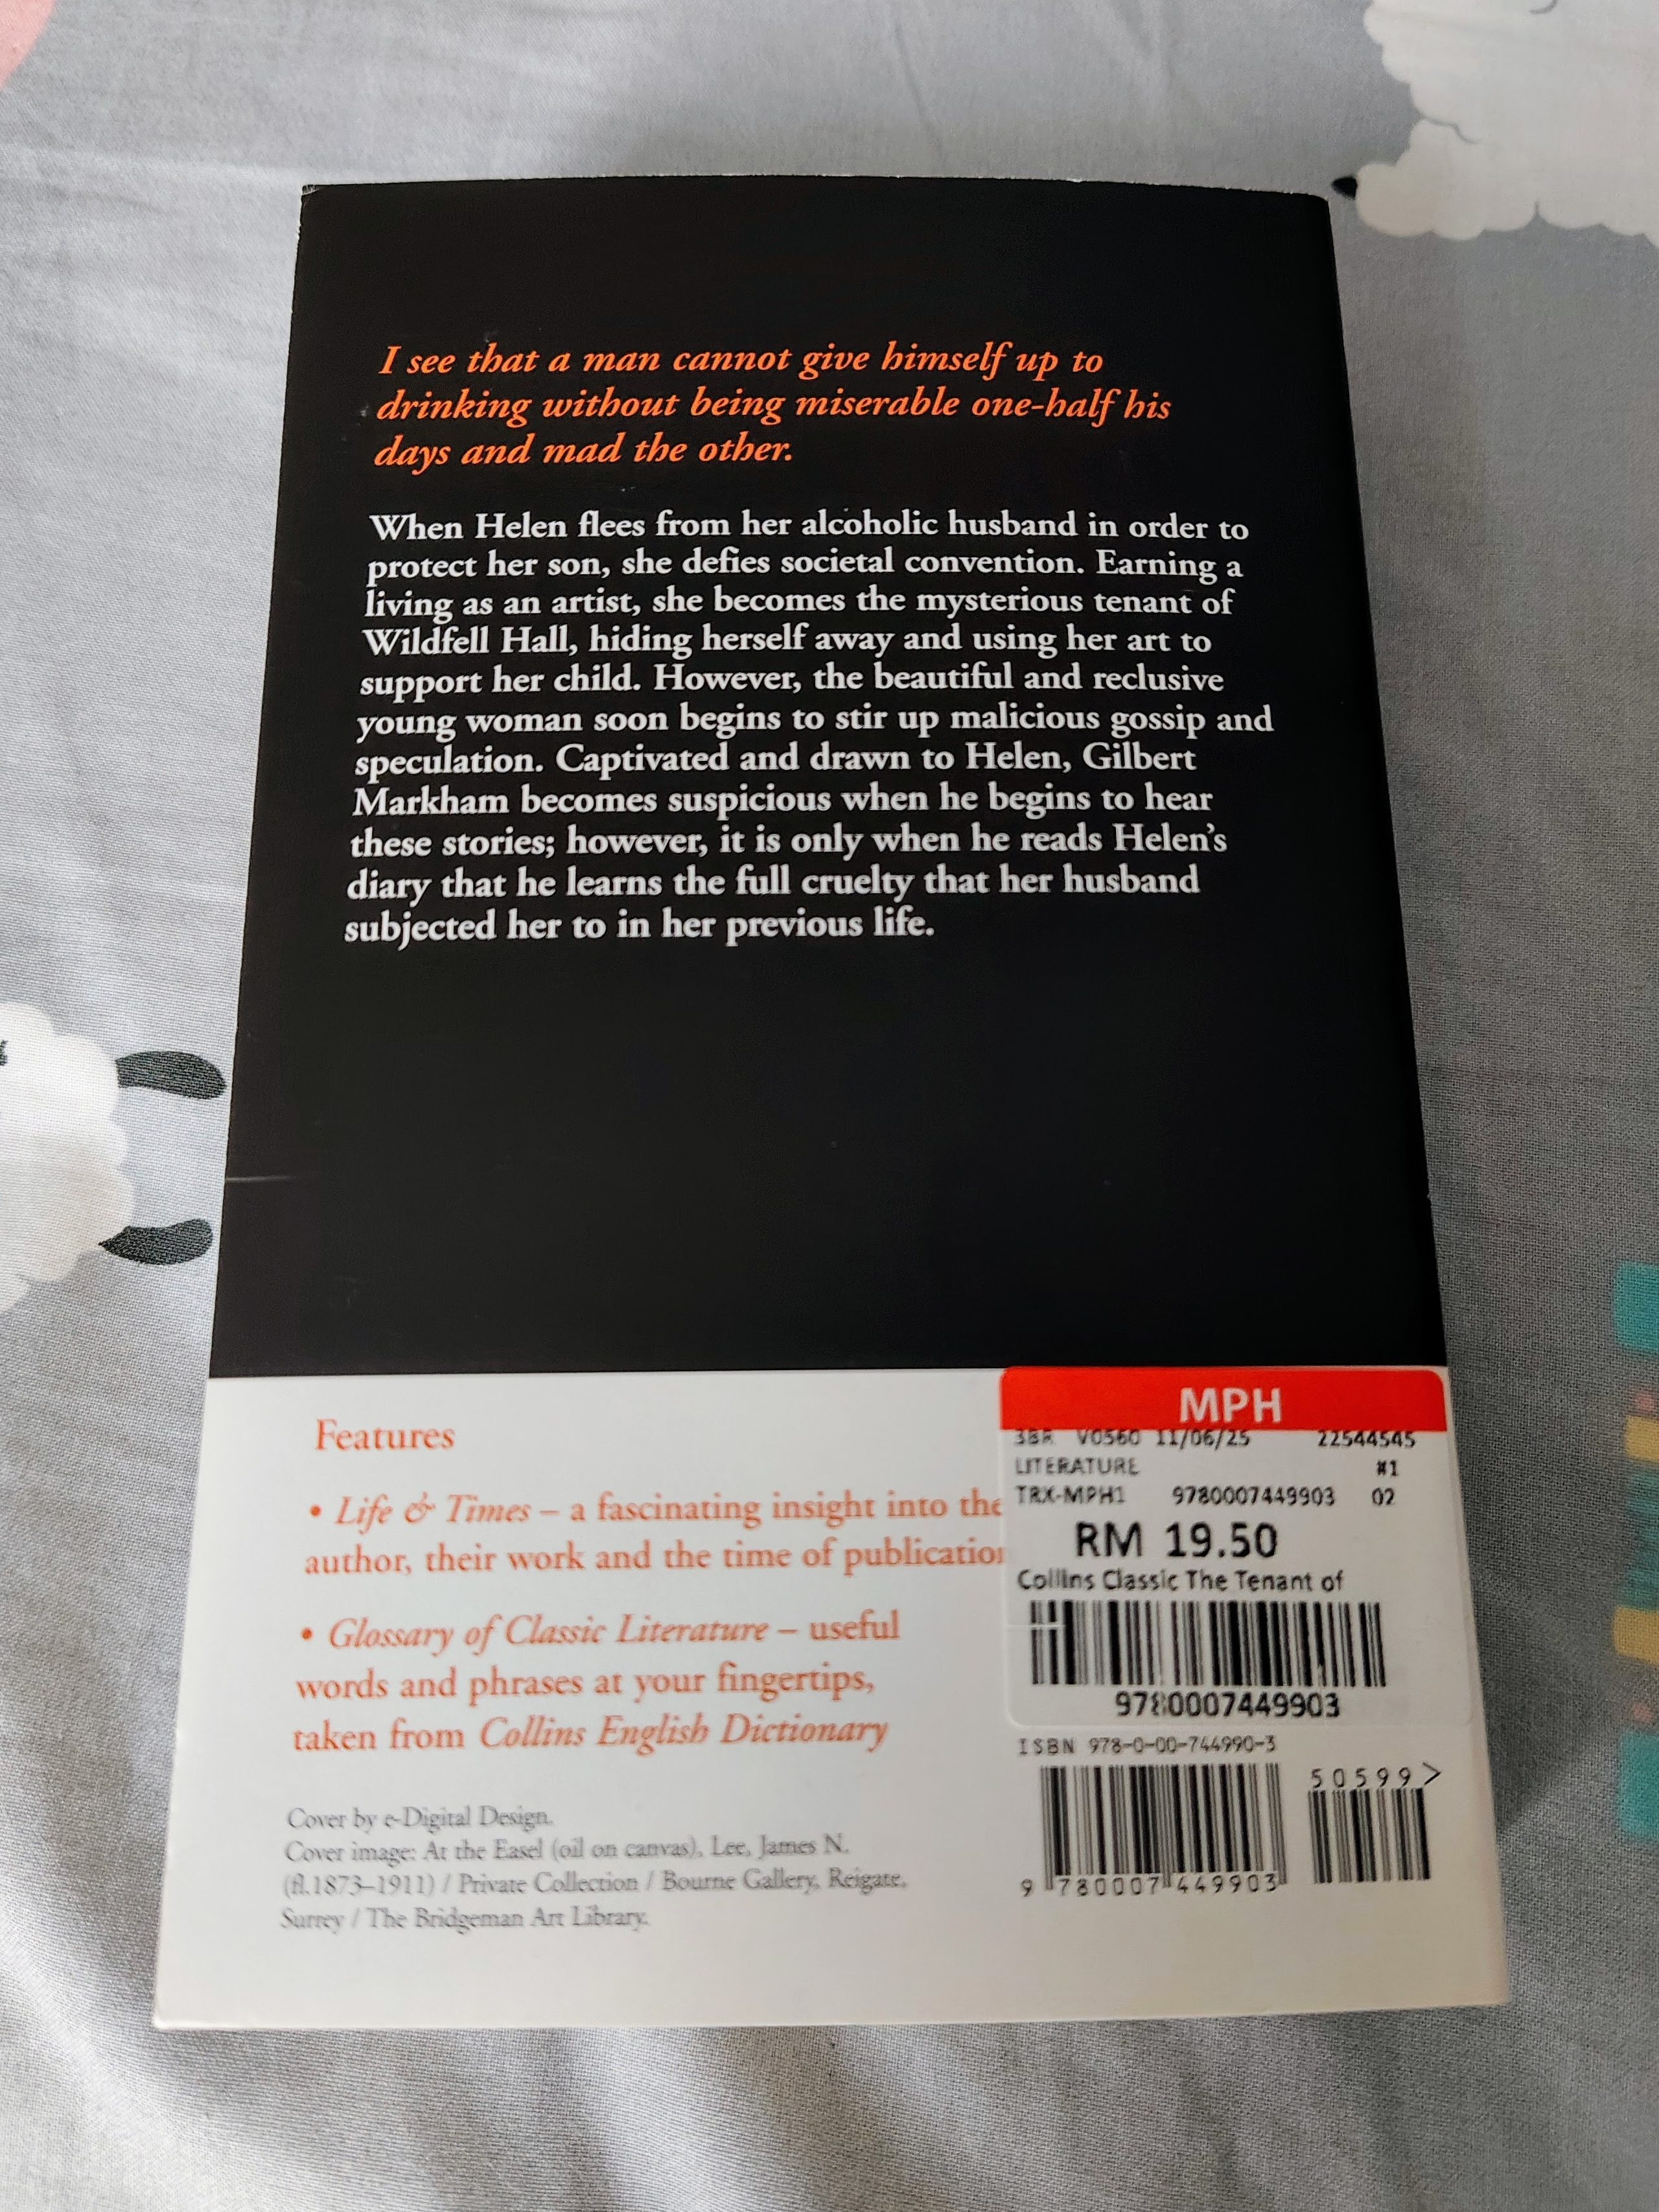 I see that a man cannot give himself up to
drinking without being miserable one-half his
days and mad the other.
When Helen flees from her alcoholic husband in order to
protect her son, she defies societal convention. Earning a
living as an artist, she becomes the mysterious tenant of
Wildfell Hall, hiding herself away and using her art to
support her child. However, the beautiful and reclusive
young woman soon begins to stir up malicious gossip and
speculation. Captivated and drawn to Helen, Gilbert
Markham becomes suspicious when he begins to hear
these stories; however, it is only when he reads Helen's
diary that he learns the full cruelty that her husband
subjected her to in her previous life.
Features
• Life & Times – a fascinating insight into the
author, their work and the time of publication
• Glossary of Classic Literature – useful
words and phrases at your fingertips,
taken from Collins English Dictionary
Cover by e-Digital Design.
Cover image: At the Easel (oil on canvas), Lee, James N.
(fl.1873–1911) / Private Collection / Bourne Gallery, Reigate,
Surrey / The Bridgeman Art Library.
MPH
V0560 11/06/25 22544545
LITERATURE #1
TRX-MPH1 9780007449903 02
RM 19.50
Collins Classic The Tenant of
9780007449903
ISBN 978-0-00-744990-3
50599>
9 780007 449903